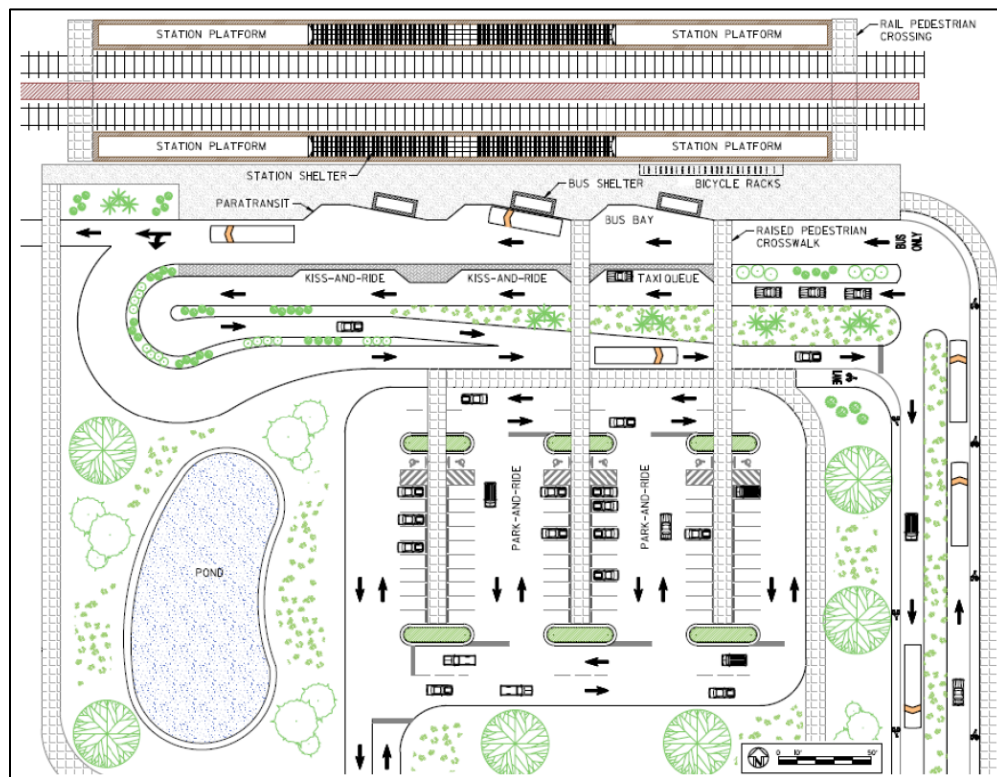 STATION PLATFORM
STATION PLATFORM
RAIL PEDESTRIAN
CROSSING
STATION PLATFORM
STATION PLATFORM
STATION SHELTER
BUS SHELTER
BICYCLE RACKS
PARATRANSIT
BUS BAY
RAISED PEDESTRIAN
CROSSWALK
BUS
ONLY
KISS-AND-RIDE
KISS-AND-RIDE
TAXI QUEUE
LANE
PARK-AND-RIDE
PARK-AND-RIDE
POND
N
0 10' 50'